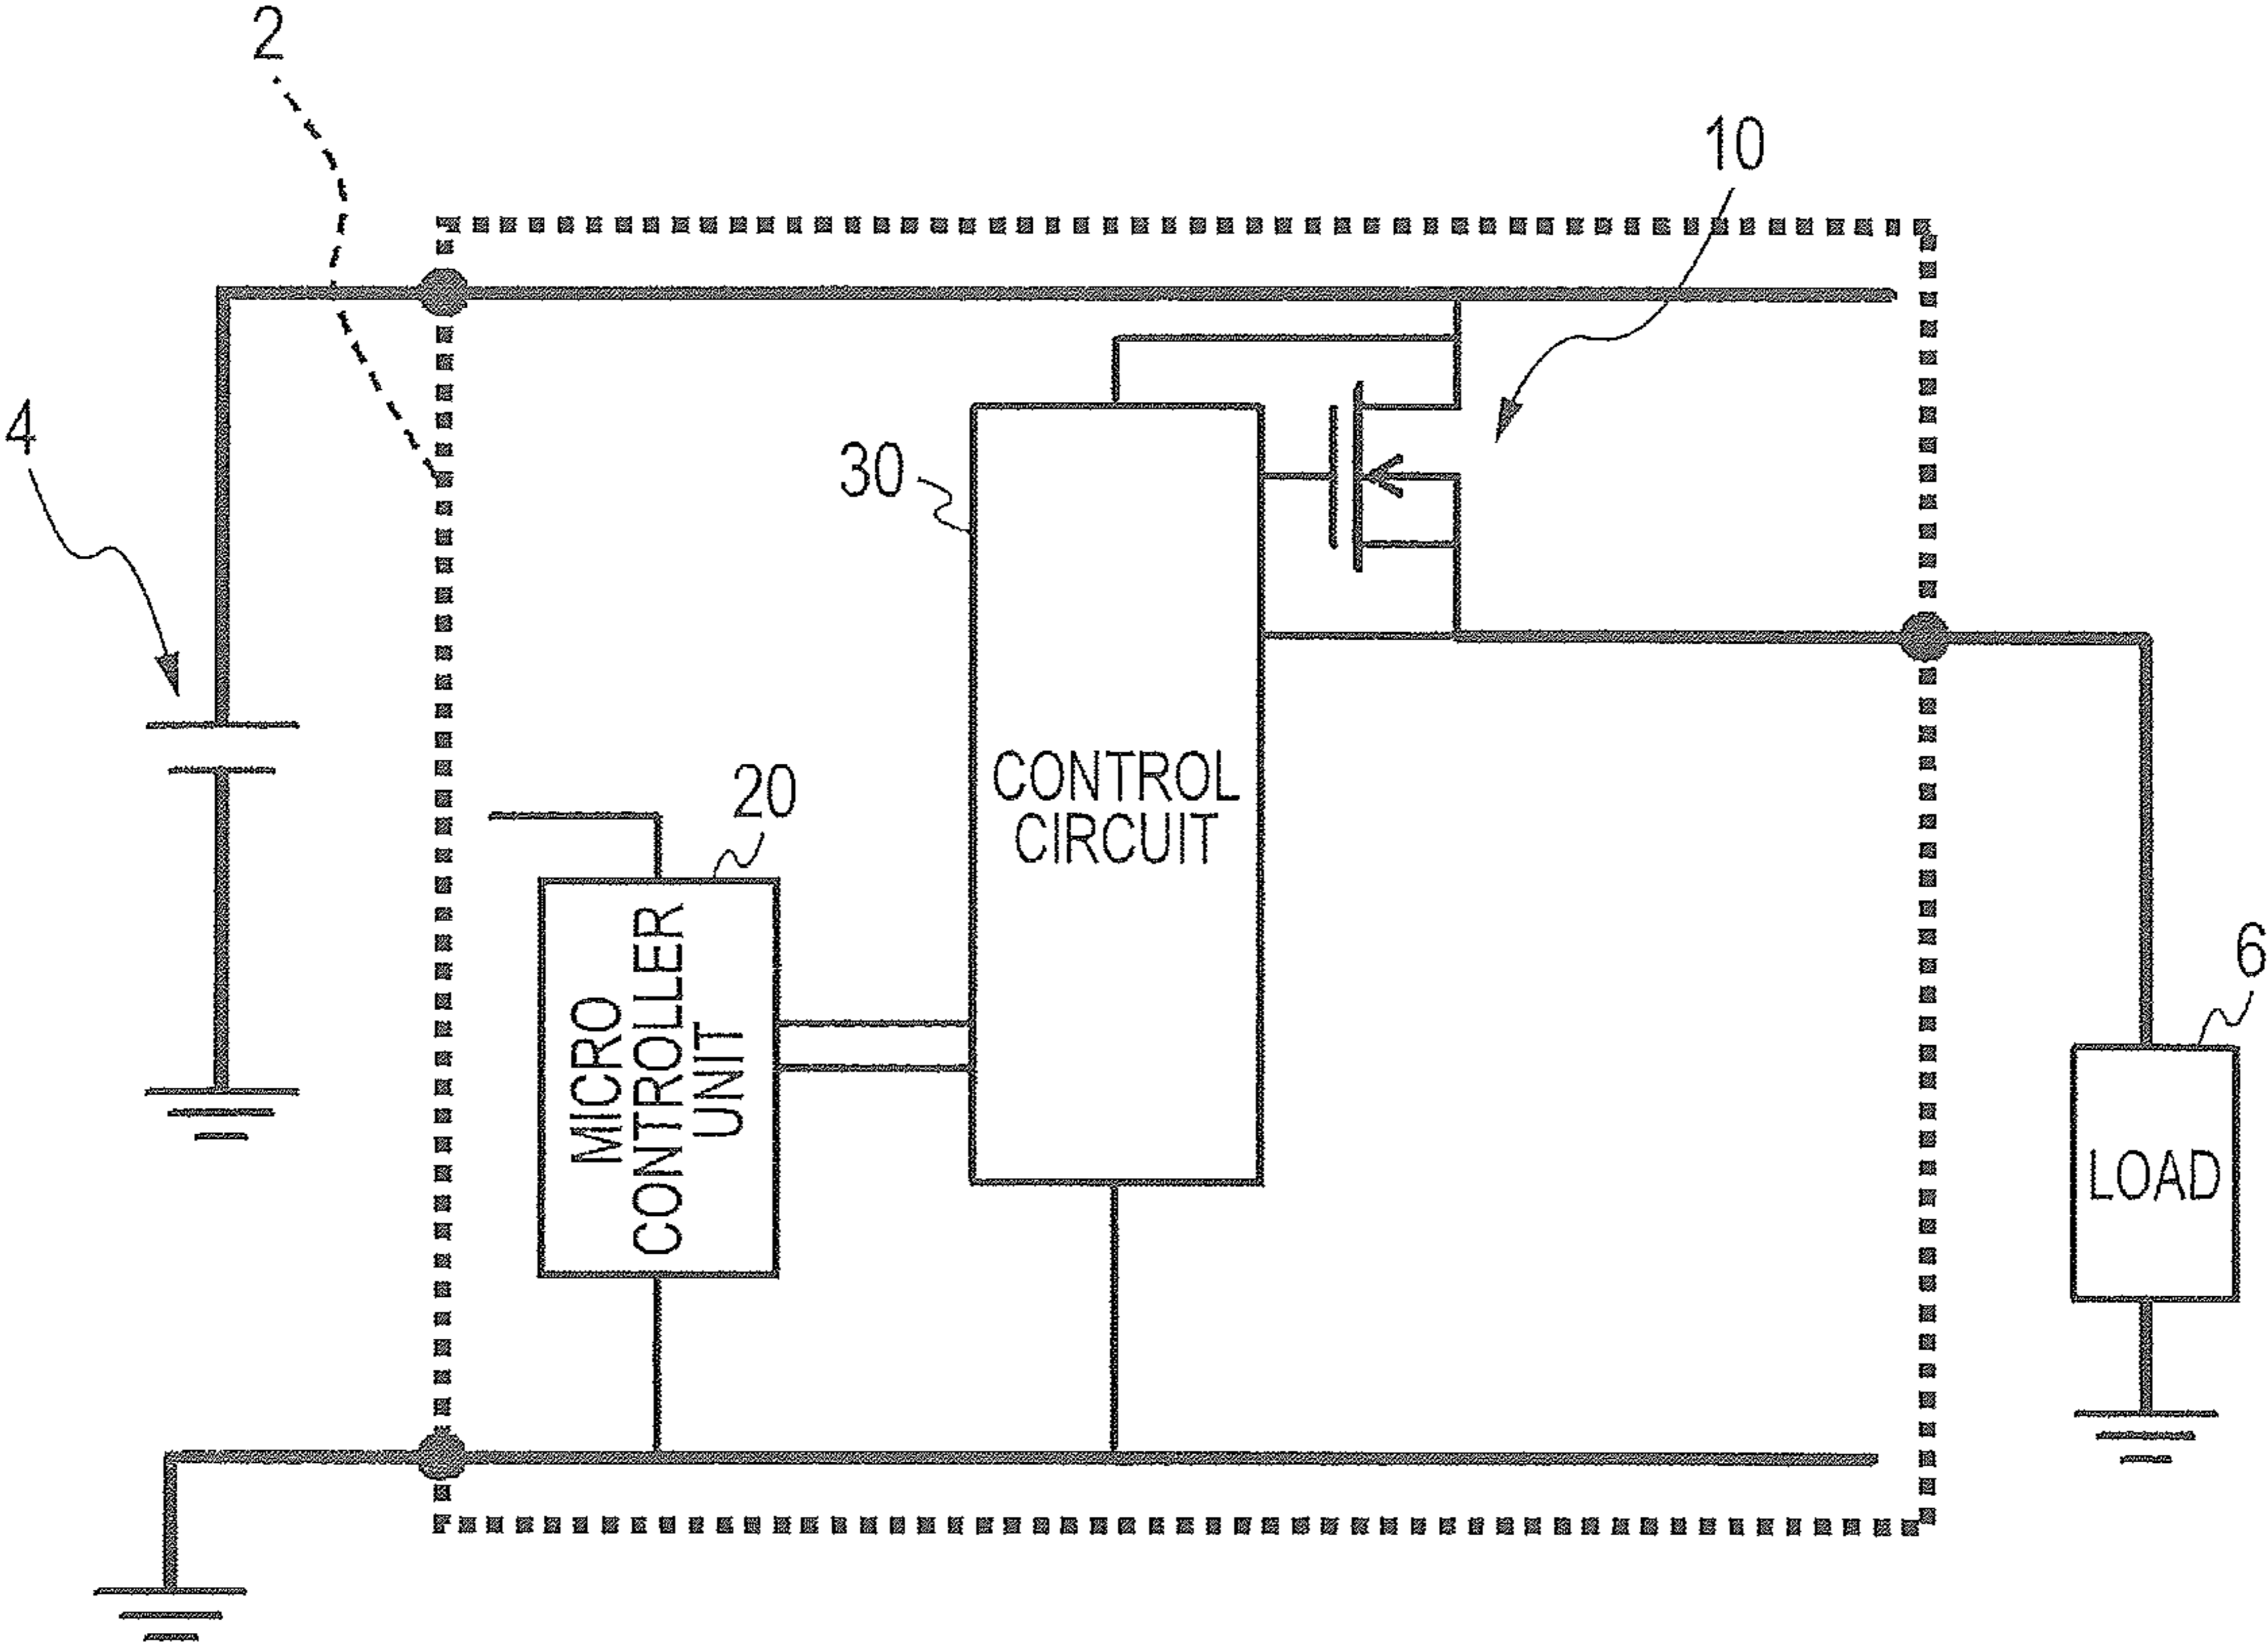 2
10
4
30
CONTROL
CIRCUIT
20
MICRO
CONTROLLER
UNIT
6
LOAD